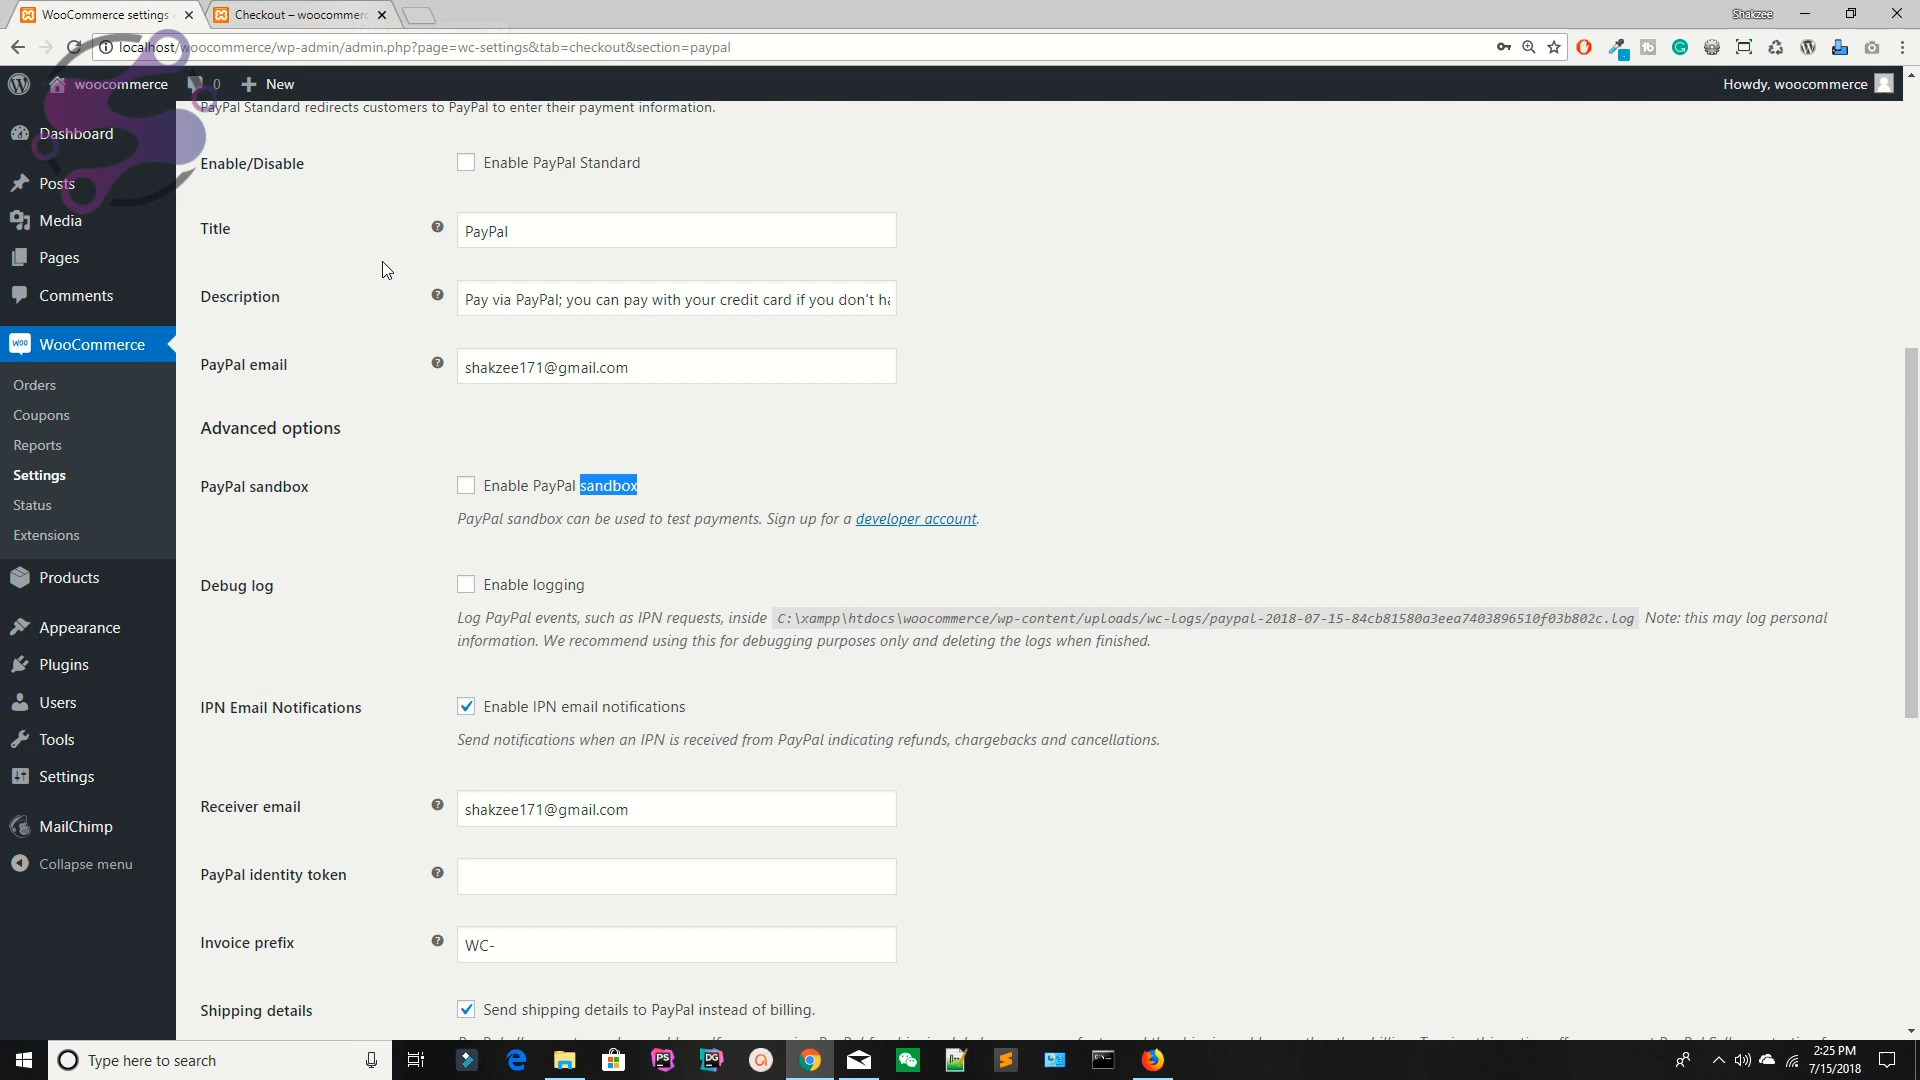 WooCommerce settings
Checkout – woocommerc
Shakzee
localhost/woocommerce/wp-admin/admin.php?page=wc-settings&tab=checkout&section=paypal
woocommerce
0
New
Howdy, woocommerce
PayPal Standard redirects customers to PayPal to enter their payment information.
Dashboard
Posts
Media
Pages
Comments
WOO WooCommerce
Orders
Coupons
Reports
Settings
Status
Extensions
Products
Appearance
Plugins
Users
Tools
Settings
MailChimp
Collapse menu
Enable/Disable
Enable PayPal Standard
Title
PayPal
Description
Pay via PayPal; you can pay with your credit card if you don't ha
PayPal email
shakzee171@gmail.com
Advanced options
PayPal sandbox
Enable PayPal sandbox
PayPal sandbox can be used to test payments. Sign up for a developer account.
Debug log
Enable logging
Log PayPal events, such as IPN requests, inside C:\xampp\htdocs\woocommerce/wp-content/uploads/wc-logs/paypal-2018-07-15-84cb81580a3eea7403896510f03b802c.log Note: this may log personal
information. We recommend using this for debugging purposes only and deleting the logs when finished.
IPN Email Notifications
Enable IPN email notifications
Send notifications when an IPN is received from PayPal indicating refunds, chargebacks and cancellations.
Receiver email
shakzee171@gmail.com
PayPal identity token
Invoice prefix
WC-
Shipping details
Send shipping details to PayPal instead of billing.
Type here to search
PS
DG
2:25 PM
7/15/2018